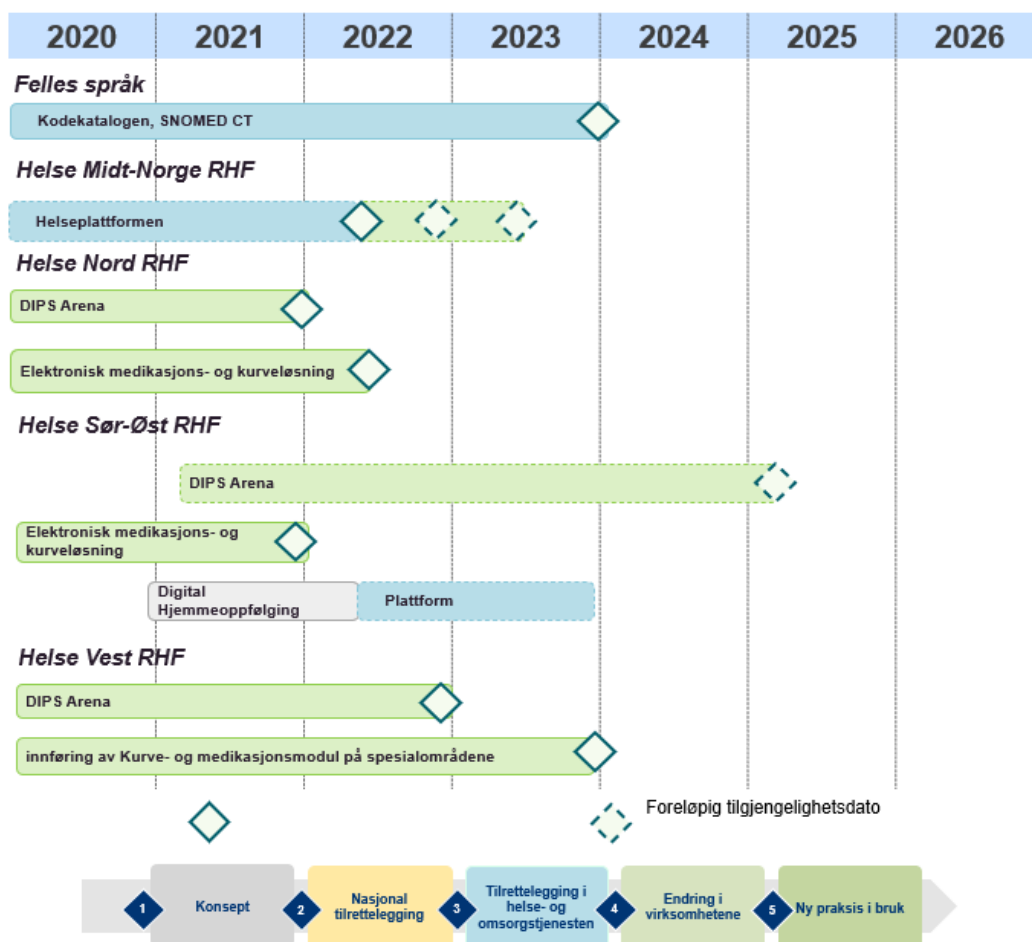 2020 2021 2022 2023 2024 2025 2026
Felles språk
Kodekatalogen, SNOMED CT
Helse Midt-Norge RHF
Helseplattformen
Helse Nord RHF
DIPS Arena
Elektronisk medikasjons- og kurveløsning
Helse Sør-Øst RHF
DIPS Arena
Elektronisk medikasjons- og
kurveløsning
Digital
Hjemmeoppfølging
Plattform
Helse Vest RHF
DIPS Arena
innføring av Kurve- og medikasjonsmodul på spesialområdene
Foreløpig tilgjengelighetsdato
1
Konsept
2
Nasjonal
tilrettelegging
3
Tilrettelegging i
helse- og
omsorgstjenesten
4
Endring i
virksomhetene
5
Ny praksis i bruk